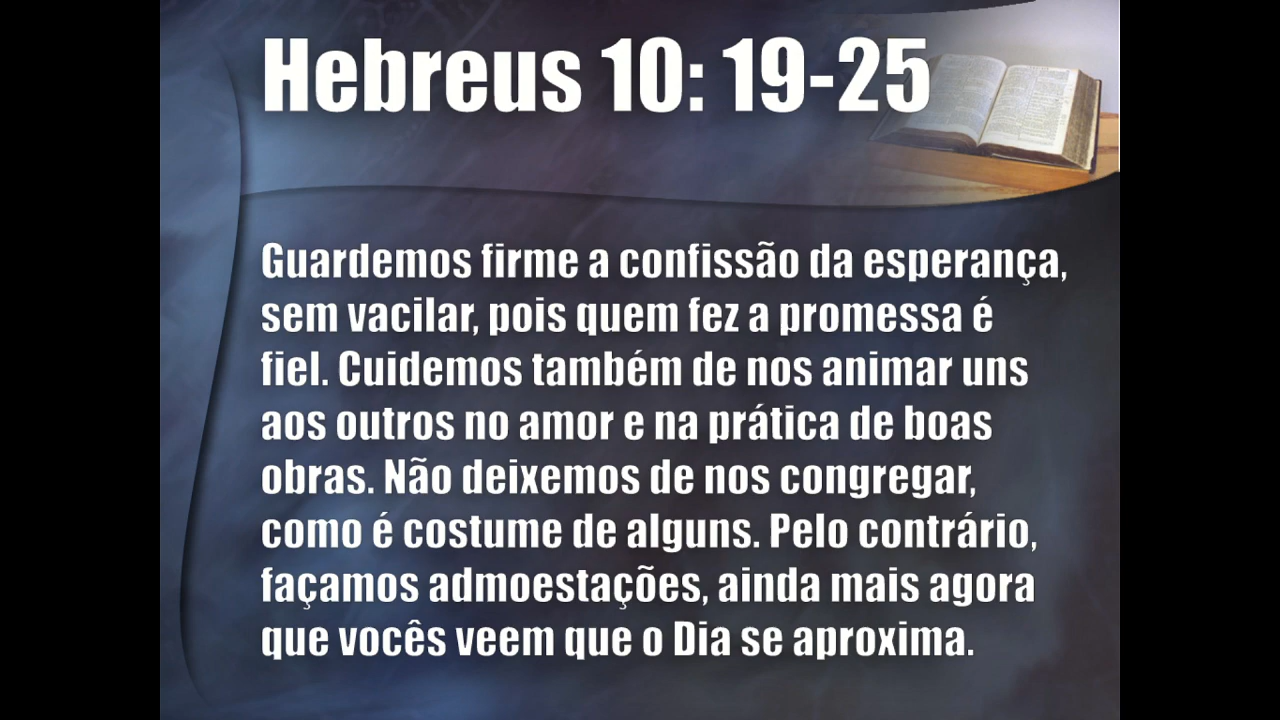 Hebreus 10: 19-25
Guardemos firme a confissão da esperança,
sem vacilar, pois quem fez a promessa é
fiel. Cuidemos também de nos animar uns
aos outros no amor e na prática de boas
obras. Não deixemos de nos congregar,
como é costume de alguns. Pelo contrário,
façamos admoestações, ainda mais agora
que vocês veem que o Dia se aproxima.